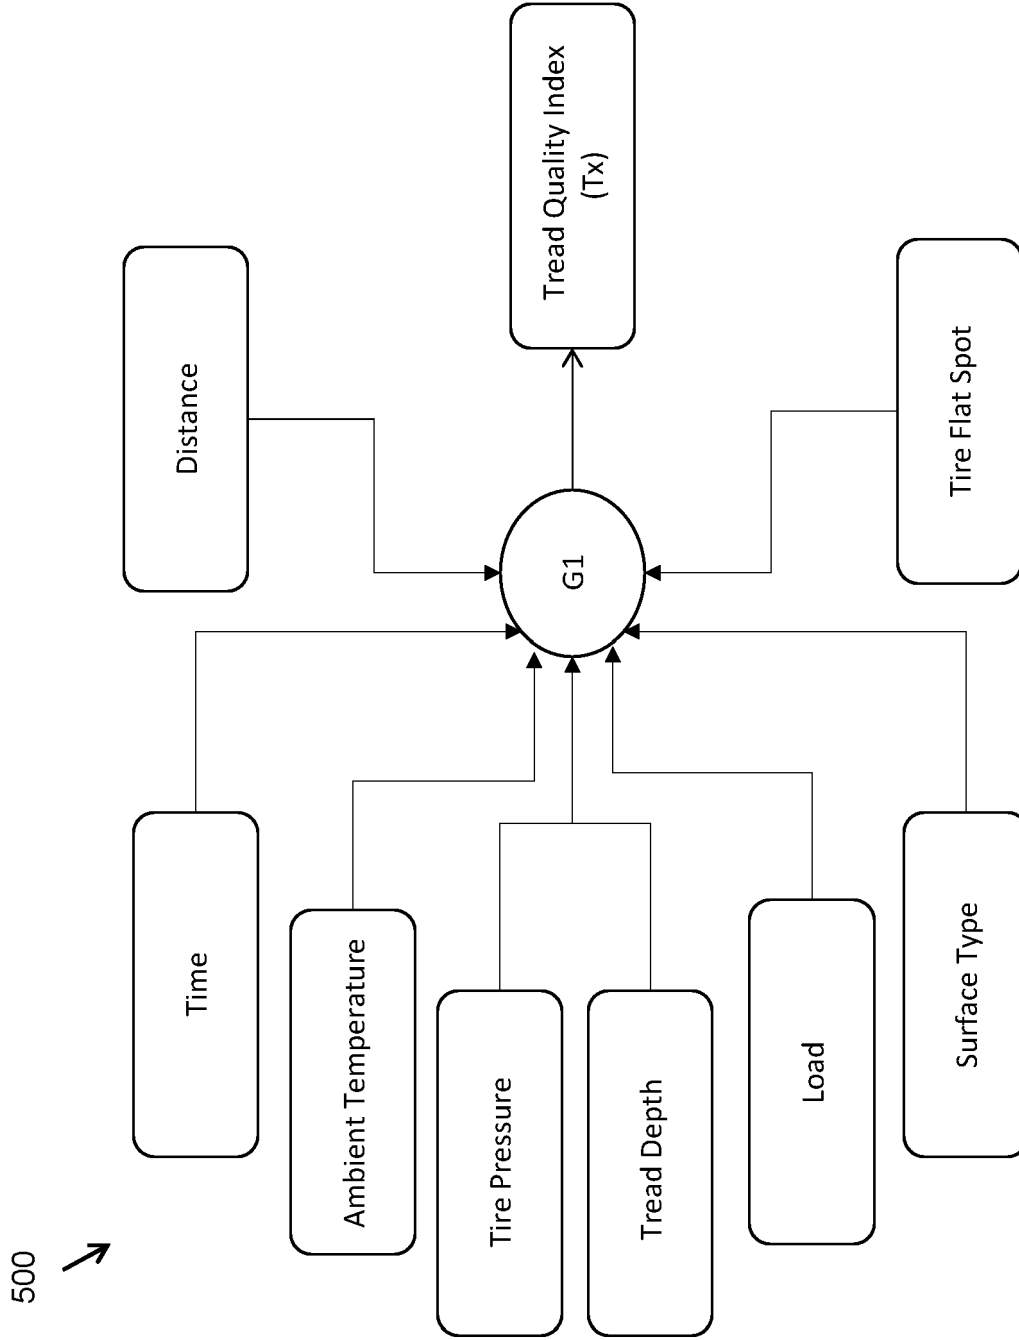 500
Time
Distance
Ambient Temperature
Tire Pressure
Tread Depth
Load
Surface Type
G1
Tread Quality Index
(Tx)
Tire Flat Spot